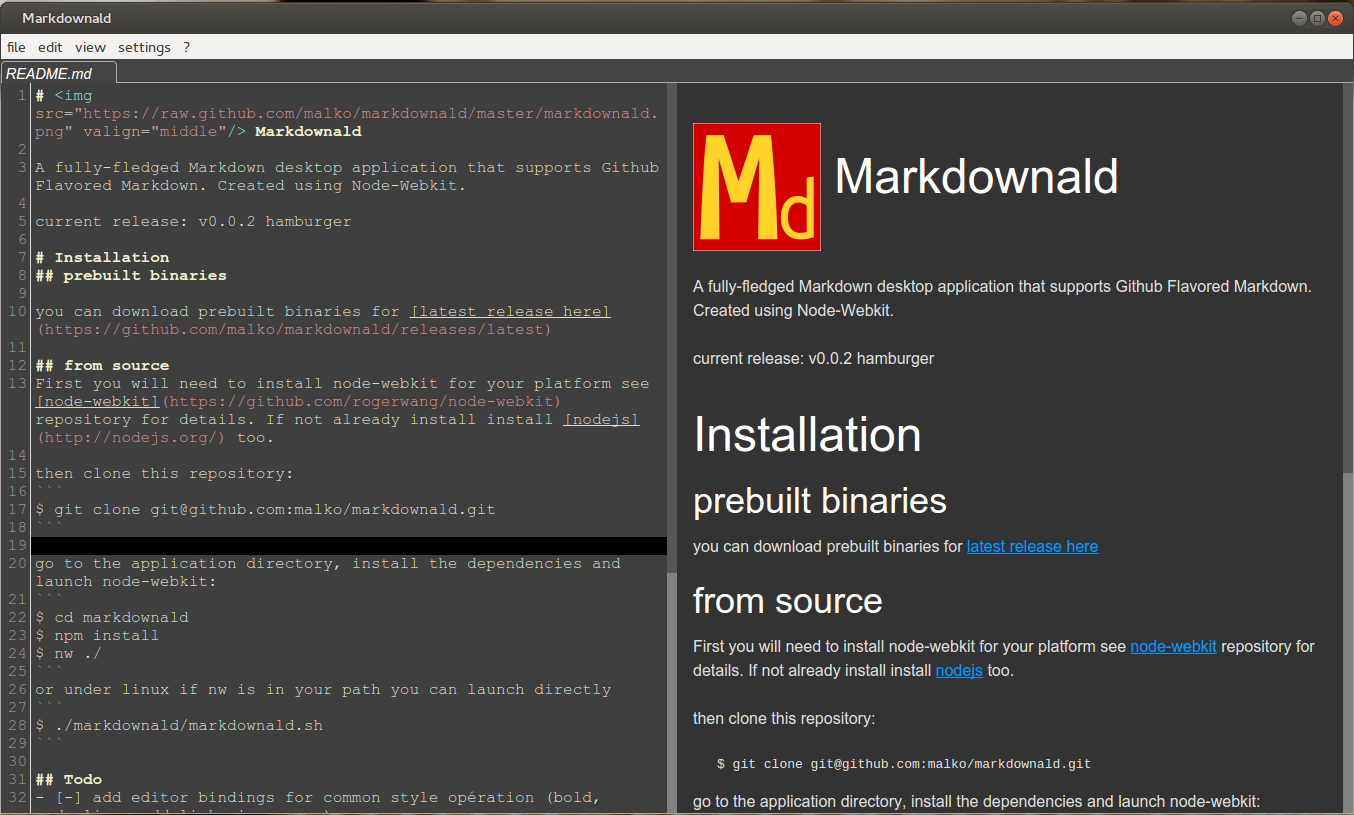 Markdownald
file edit view settings ?
README.md
1 # <img
src="https://raw.github.com/malko/markdownald/master/markdownald.
png" valign="middle"/> Markdownald
2
3 A fully-fledged Markdown desktop application that supports Github
Flavored Markdown. Created using Node-Webkit.
4
5 current release: v0.0.2 hamburger
6
7 # Installation
8 ## prebuilt binaries
9
10 you can download prebuilt binaries for [latest release here]
(https://github.com/malko/markdownald/releases/latest)
11
12 ## from source
13 First you will need to install node-webkit for your platform see
[node-webkit](https://github.com/rogerwang/node-webkit)
repository for details. If not already install install [nodejs]
(http://nodejs.org/) too.
14
15 then clone this repository:
16 ```
17 $ git clone git@github.com:malko/markdownald.git
18 ```
19
20 go to the application directory, install the dependencies and
launch node-webkit:
21 ```
22 $ cd markdownald
23 $ npm install
24 $ nw ./
25 ```
26 or under linux if nw is in your path you can launch directly
27 ```
28 $ ./markdownald/markdownald.sh
29 ```
30
31 ## Todo
32 - [-] add editor bindings for common style opération (bold,
Md
Markdownald
A fully-fledged Markdown desktop application that supports Github Flavored Markdown.
Created using Node-Webkit.
current release: v0.0.2 hamburger
Installation
prebuilt binaries
you can download prebuilt binaries for latest release here
from source
First you will need to install node-webkit for your platform see node-webkit repository for
details. If not already install install nodejs too.
then clone this repository:
$ git clone git@github.com:malko/markdownald.git
go to the application directory, install the dependencies and launch node-webkit: